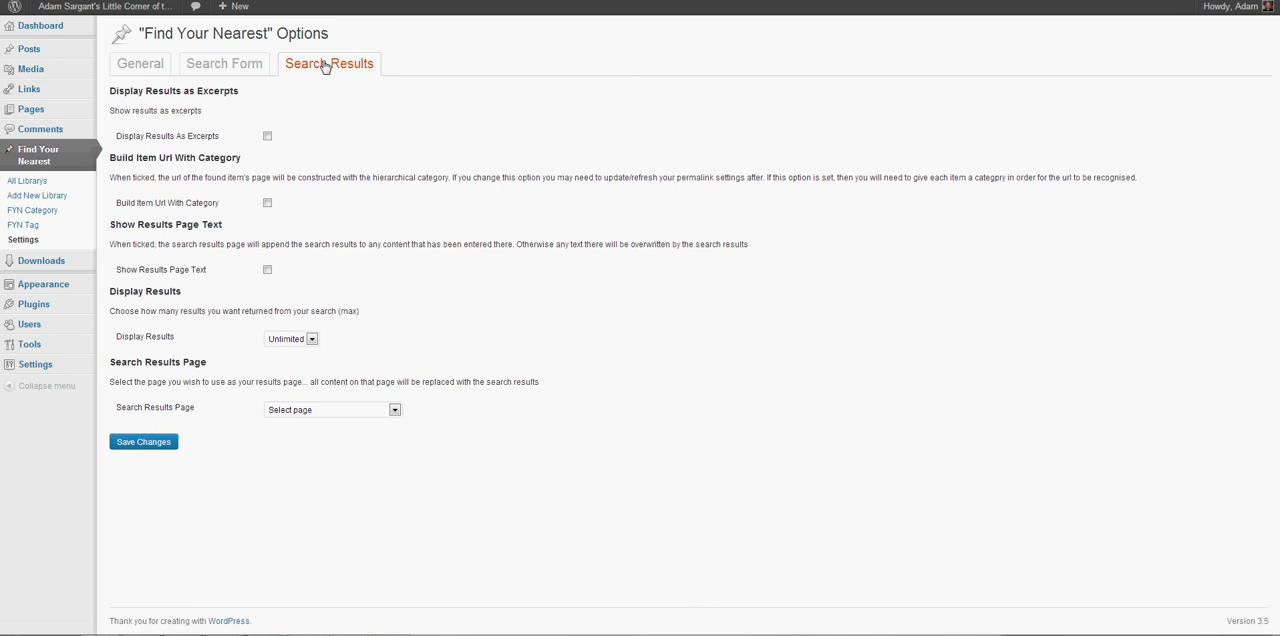 Adam Sargant's Little Corner of t...
New
Howdy, Adam
Dashboard
Posts
Media
Links
Pages
Comments
Find Your
Nearest
All Librarys
Add New Library
FYN Category
FYN Tag
Settings
Downloads
Appearance
Plugins
Users
Tools
Settings
Collapse menu
"Find Your Nearest" Options
General
Search Form
Search Results
Display Results as Excerpts
Show results as excerpts
Display Results As Excerpts
Build Item Url With Category
When ticked, the url of the found item's page will be constructed with the hierarchical category. If you change this option you may need to update/refresh your permalink settings after. If this option is set, then you will need to give each item a categpry in order for the url to be recognised.
Build Item Url With Category
Show Results Page Text
When ticked, the search results page will append the search results to any content that has been entered there. Otherwise any text there will be overwritten by the search results
Show Results Page Text
Display Results
Choose how many results you want returned from your search (max)
Display Results
Unlimited
Search Results Page
Select the page you wish to use as your results page... all content on that page will be replaced with the search results
Search Results Page
Select page
Save Changes
Thank you for creating with WordPress.
Version 3.5